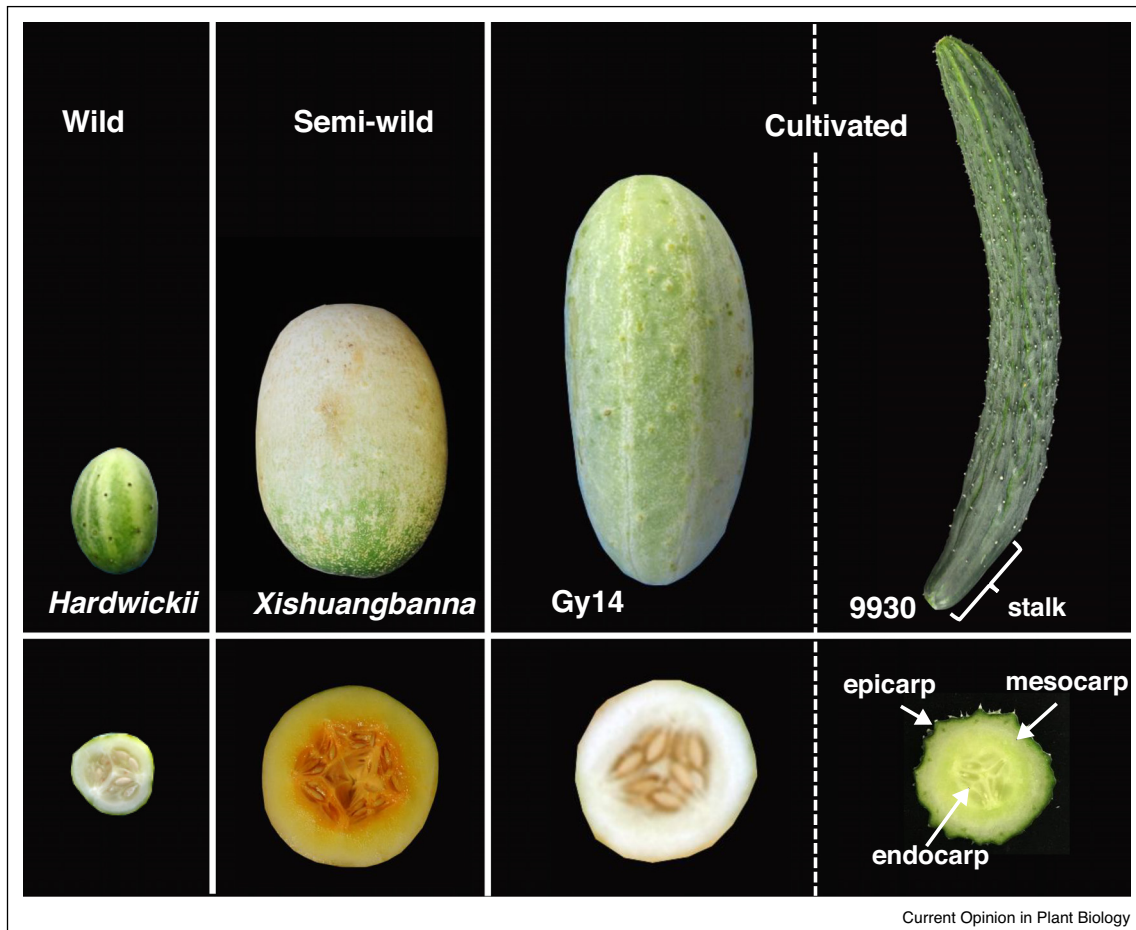 Wild
Semi-wild
Cultivated
Hardwickii
Xishuangbanna
Gy14
9930
stalk
epicarp
mesocarp
endocarp
Current Opinion in Plant Biology